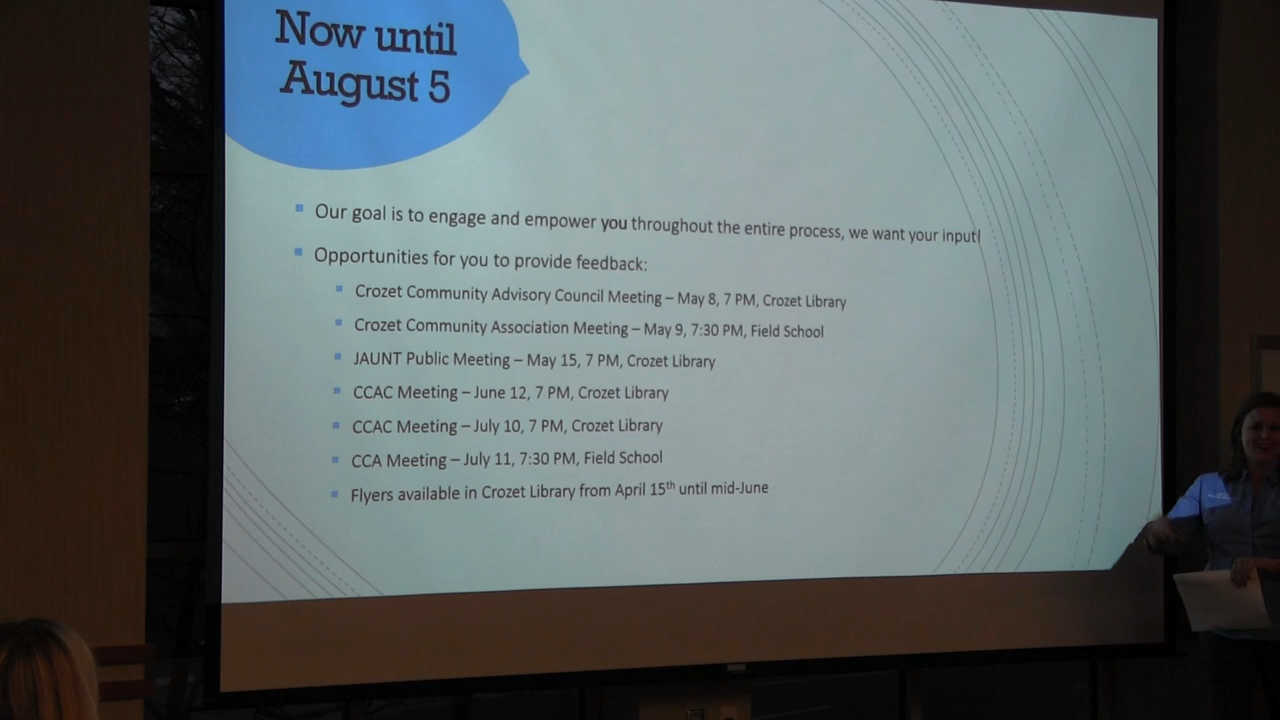 Now until
August 5
Our goal is to engage and empower you throughout the entire process, we want your input!
Opportunities for you to provide feedback:
Crozet Community Advisory Council Meeting – May 8, 7 PM, Crozet Library
Crozet Community Association Meeting – May 9, 7:30 PM, Field School
JAUNT Public Meeting – May 15, 7 PM, Crozet Library
CCAC Meeting – June 12, 7 PM, Crozet Library
CCAC Meeting – July 10, 7 PM, Crozet Library
CCA Meeting – July 11, 7:30 PM, Field School
Flyers available in Crozet Library from April 15th until mid-June